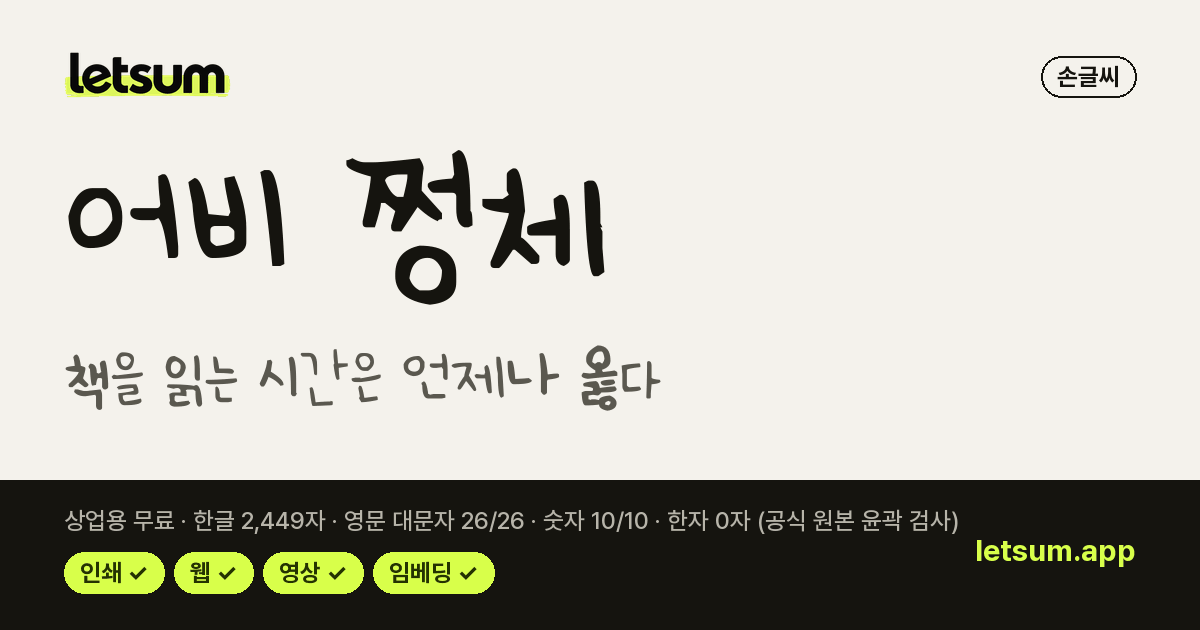 letsum
손글씨
어비 쩡체
책을 읽는 시간은 언제나 옳다
상업용 무료 · 한글 2,449자 · 영문 대문자 26/26 · 숫자 10/10 · 한자 0자 (공식 원본 윤곽 검사)
인쇄 ✓ 웹 ✓ 영상 ✓ 임베딩 ✓
letsum.app